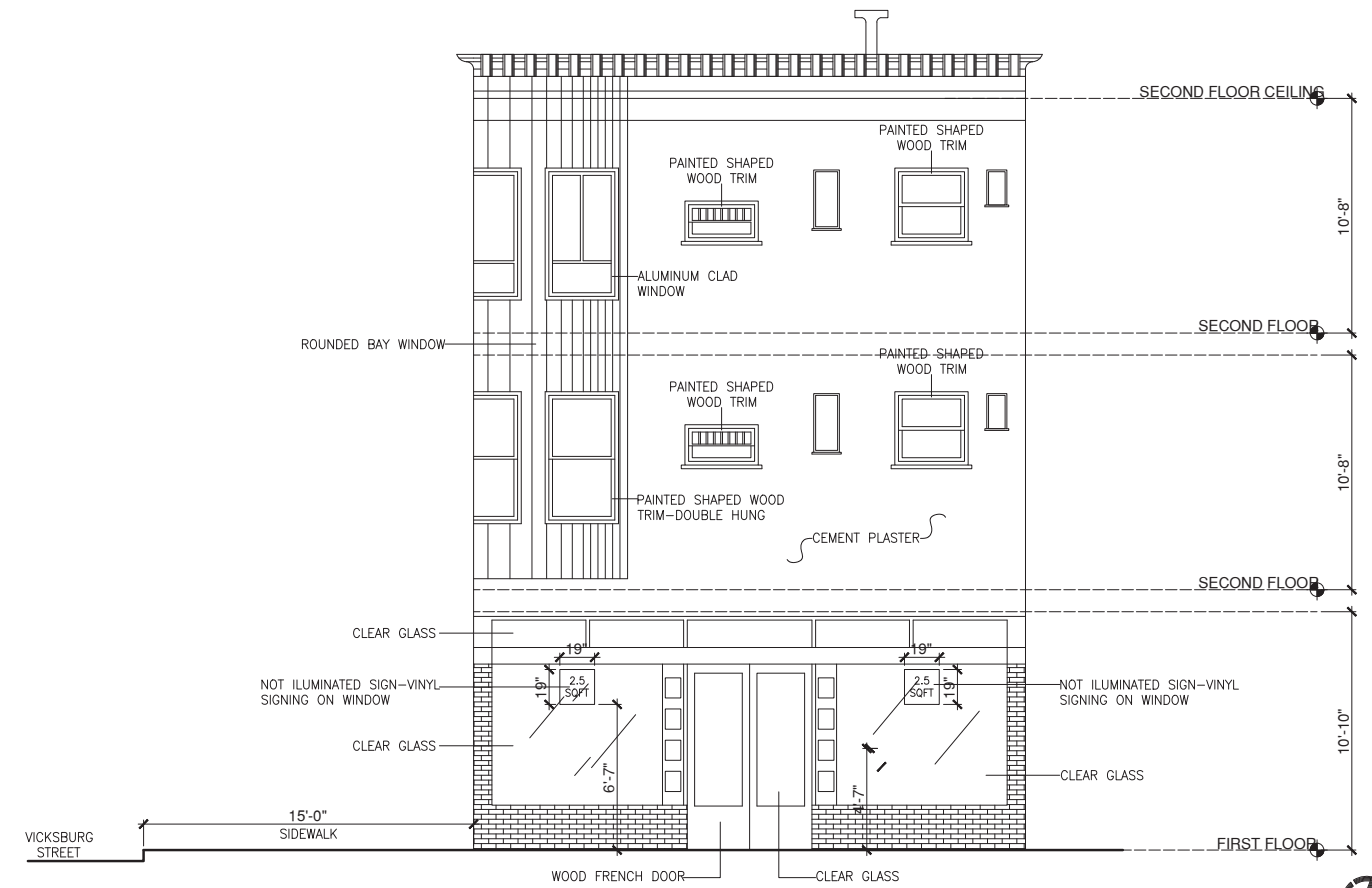 SECOND FLOOR CEILING
PAINTED SHAPED
WOOD TRIM
PAINTED SHAPED
WOOD TRIM
10'-8"
ALUMINUM CLAD
WINDOW
SECOND FLOOR
ROUNDED BAY WINDOW
PAINTED SHAPED
WOOD TRIM
PAINTED SHAPED
WOOD TRIM
10'-8"
PAINTED SHAPED WOOD
TRIM-DOUBLE HUNG
CEMENT PLASTER
SECOND FLOOR
CLEAR GLASS
19"
19"
NOT ILUMINATED SIGN-VINYL
SIGNING ON WINDOW
19"
2.5
SQFT
2.5
SQFT
19"
NOT ILUMINATED SIGN-VINYL
SIGNING ON WINDOW
CLEAR GLASS
10'-10"
6'-7"
CLEAR GLASS
15'-0"
SIDEWALK
VICKSBURG
STREET
FIRST FLOOR
WOOD FRENCH DOOR
CLEAR GLASS